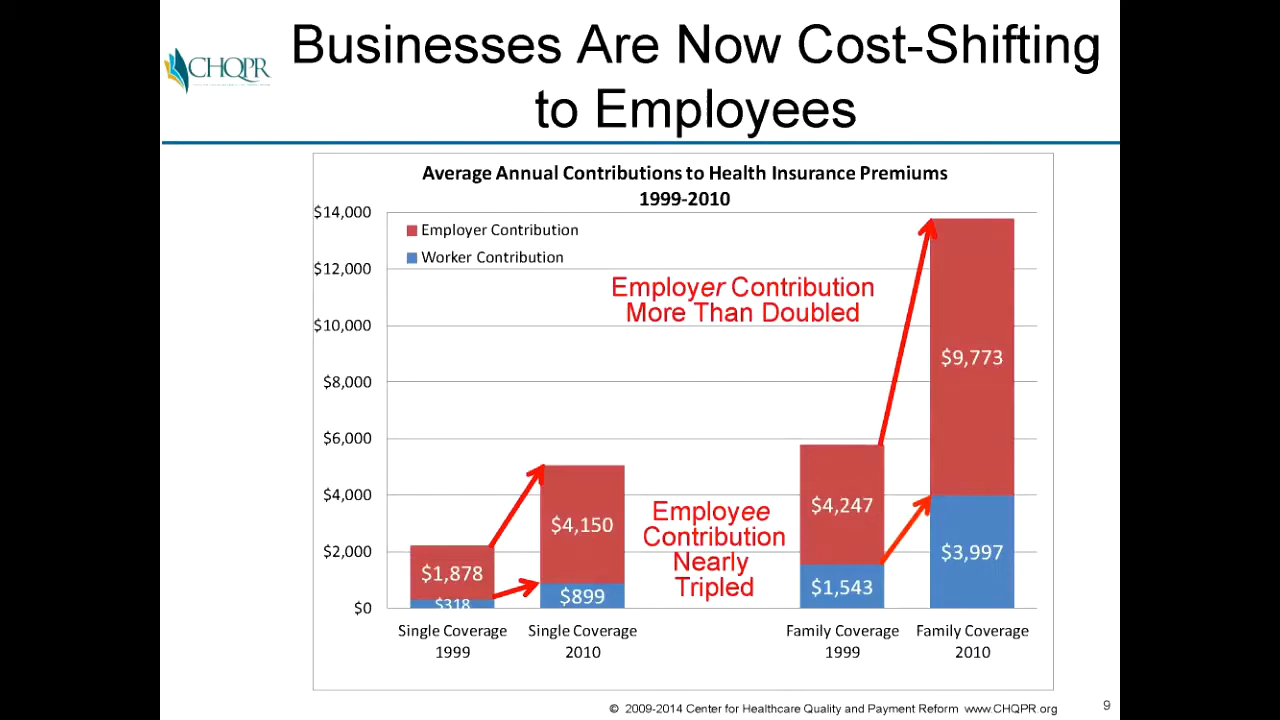 Businesses Are Now Cost-Shifting
to Employees
CHQPR
Average Annual Contributions to Health Insurance Premiums
1999-2010
$14,000
$12,000
$10,000
$8,000
$6,000
$4,000
$2,000
$0
Employer Contribution
Worker Contribution
Employer Contribution
More Than Doubled
Employee
Contribution
Nearly
Tripled
$1,878
$318
$4,150
$899
$4,247
$1,543
$9,773
$3,997
Single Coverage
1999
Single Coverage
2010
Family Coverage
1999
Family Coverage
2010
© 2009-2014 Center for Healthcare Quality and Payment Reform www.CHQPR.org
9